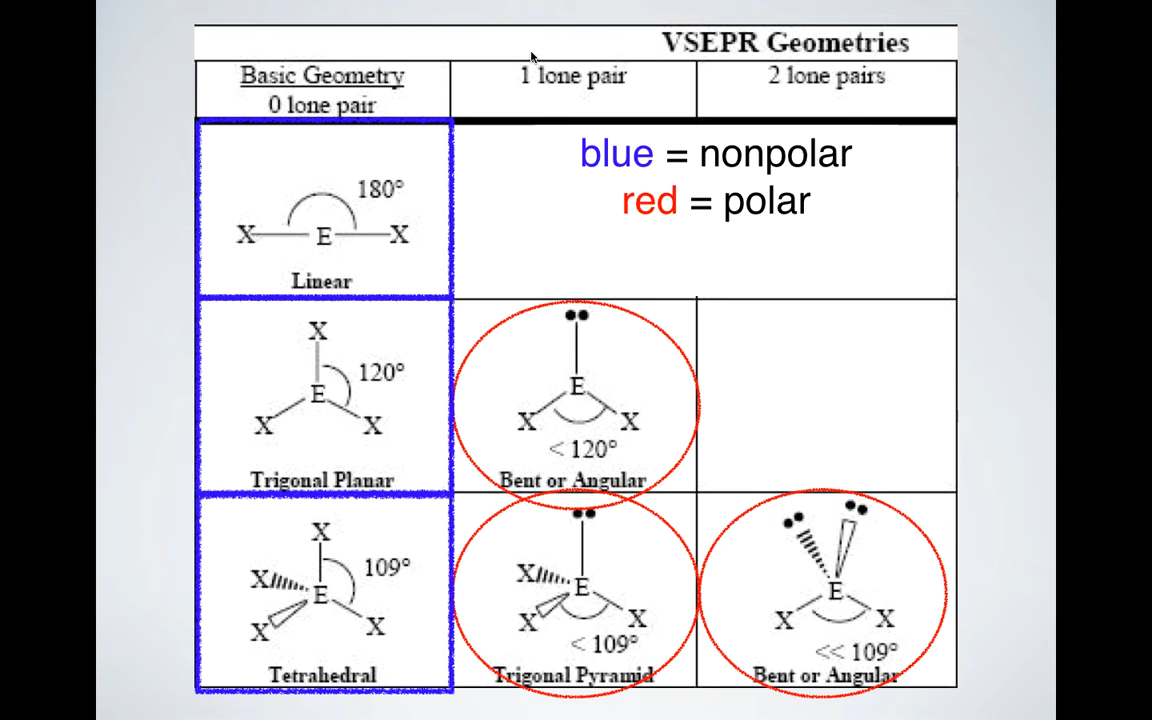 VSEPR Geometries
Basic Geometry
0 lone pair
1 lone pair
2 lone pairs
blue = nonpolar
red = polar
180°
X E X
Linear
X
120°
E
X X
Trigonal Planar
E
X X
< 120°
Bent or Angular
X
109°
X
E
X X
Tetrahedral
X E
X X
< 109°
Trigonal Pyramid
E
X X
<< 109°
Bent or Angular